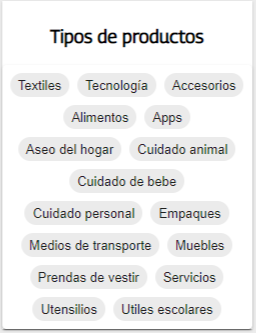 Tipos de productos
Textiles Tecnología Accesorios
Alimentos Apps
Aseo del hogar Cuidado animal
Cuidado de bebe
Cuidado personal Empaques
Medios de transporte Muebles
Prendas de vestir Servicios
Utensilios Utiles escolares